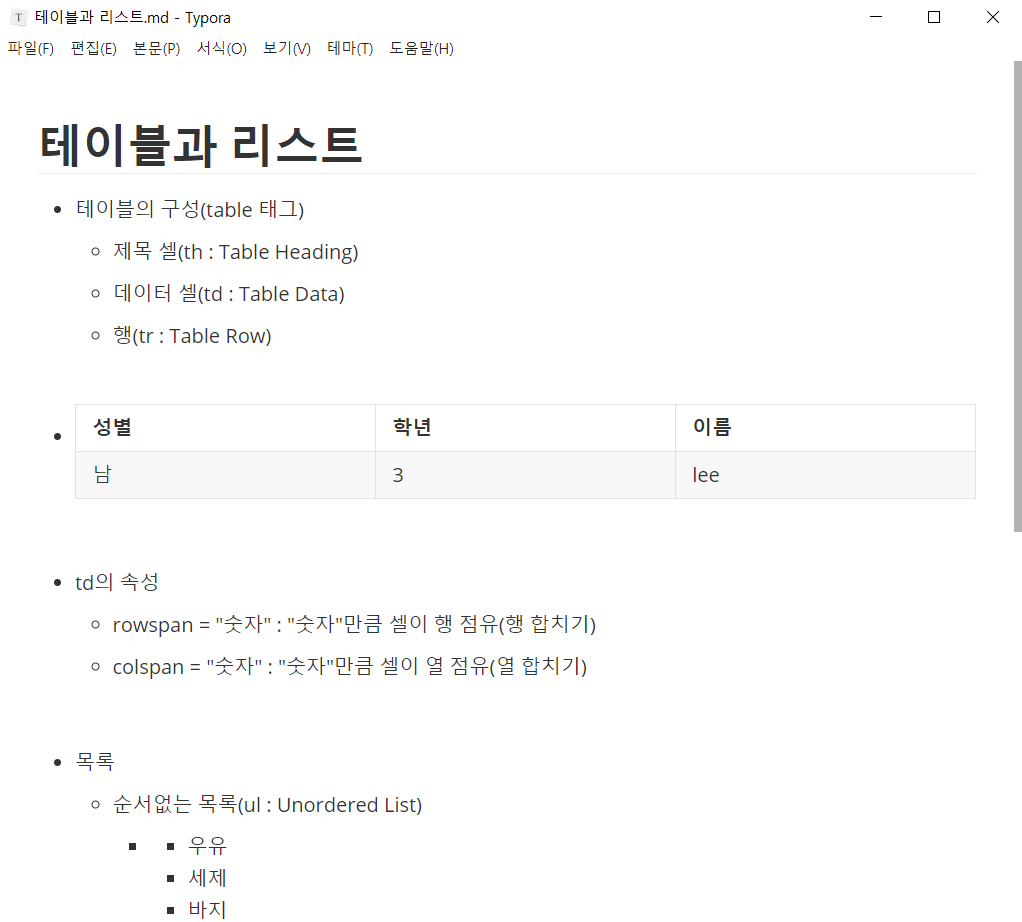 테이블과 리스트.md - Typora
파일(F) 편집(E) 본문(P) 서식(O) 보기(V) 테마(T) 도움말(H)
테이블과 리스트
테이블의 구성(table 태그)
제목 셀(th : Table Heading)
데이터 셀(td : Table Data)
행(tr : Table Row)
성별 학년 이름
남 3 lee
td의 속성
rowspan = "숫자" : "숫자"만큼 셀이 행 점유(행 합치기)
colspan = "숫자" : "숫자"만큼 셀이 열 점유(열 합치기)
목록
순서없는 목록(ul : Unordered List)
우유
세제
바지